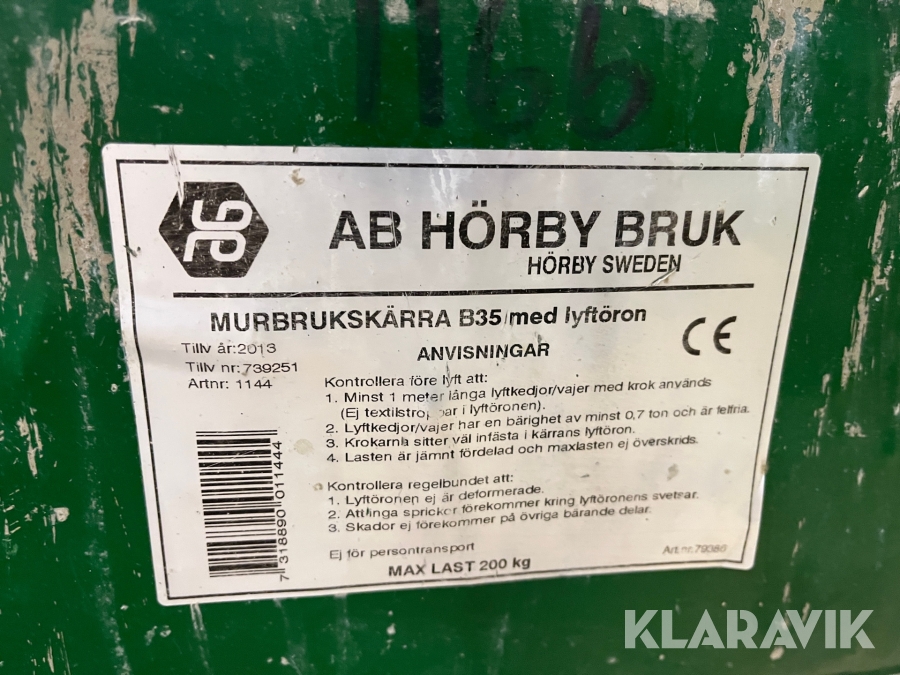 1166
AB HÖRBY BRUK
HÖRBY SWEDEN
MURBRUKSKÄRRA B35 med lyftöron
Tillv år:2013
Tillv nr:739251
Artnr: 1144
CE
ANVISNINGAR
Kontrollera före lyft att:
1. Minst 1 meter långa lyftkedjor/vajer med krok används
(Ej textilstroppar i lyftöronen).
2. Lyftkedjor/vajer har en bärighet av minst 0,7 ton och är felfria.
3. Krokarna sitter väl infästa i kärrans lyftöron.
4. Lasten är jämnt fördelad och maxlasten ej överskrids.
Kontrollera regelbundet att:
1. Lyftöronen ej är deformerade.
2. Att inga sprickor förekommer kring lyftöronens svetsar.
3. Skador ej förekommer på övriga bärande delar.
Ej för persontransport
Art.nr.79386
MAX LAST 200 kg
7 318890 011444
KLARAVIK